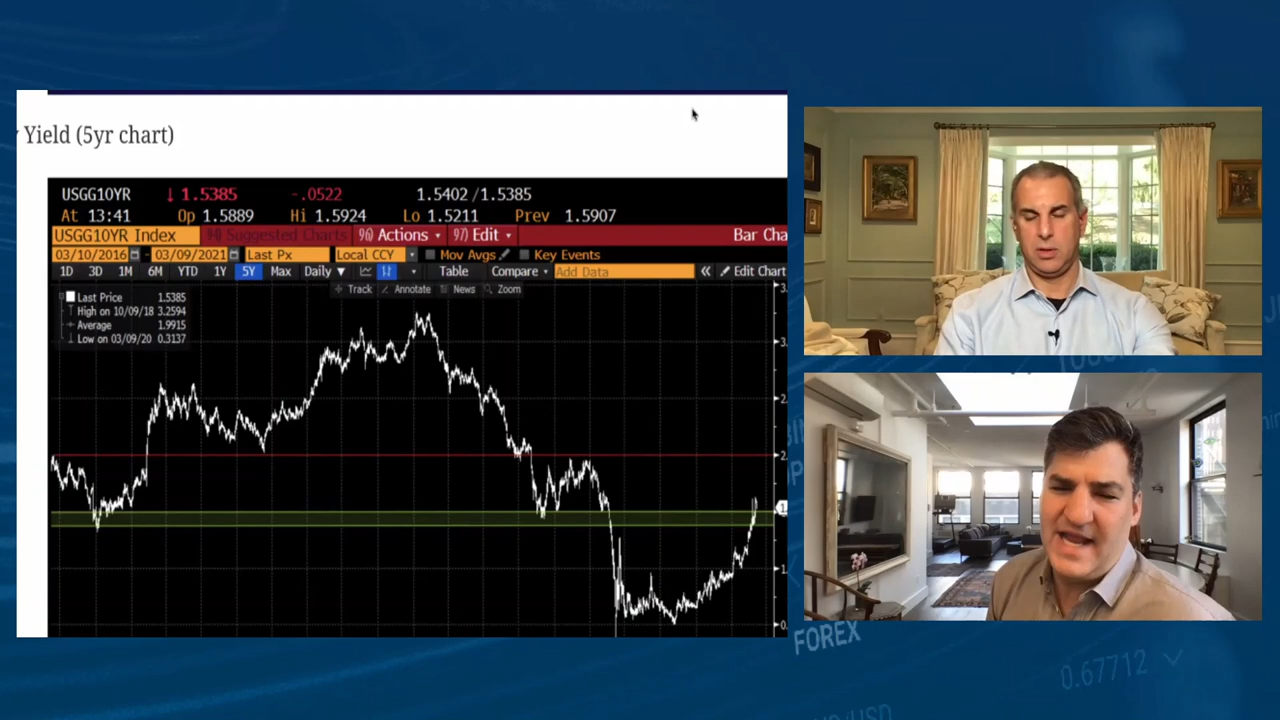 Yield (5yr chart)
USGG10YR ↓ 1.5385 -.0522 1.5402 /1.5385
At 13:41 Op 1.5889 Hi 1.5924 Lo 1.5211 Prev 1.5907
USGG10YR Index 94) Suggested Charts 96) Actions 97) Edit Bar Cha
03/10/2016 - 03/09/2021 Last Px Local CCY Mov Avgs Key Events
1D 3D 1M 6M YTD 1Y 5Y Max Daily ▼ Table Compare Add Data « Edit Chart
Track Annotate News Zoom
Last Price 1.5385
High on 10/09/18 3.2594
Average 1.9915
Low on 03/09/20 0.3137
FOREX
0.67712